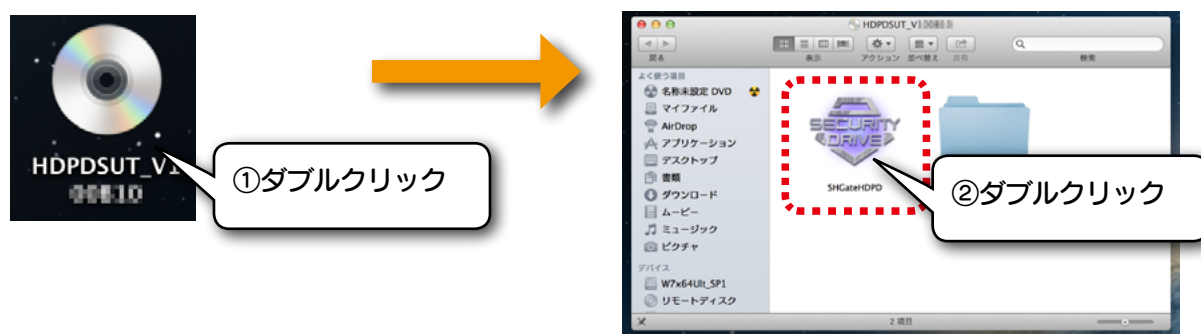 HDPDSUT_V1
①ダブルクリック
HDPDSUT_V1
戻る
表示
アクション
並べ替え
共有
検索
よく使う項目
名称未設定 DVD
マイファイル
AirDrop
アプリケーション
デスクトップ
書類
ダウンロード
ムービー
ミュージック
ピクチャ
デバイス
W7x64Ult_SP1
リモートディスク
SECURITY
DRIVE
SHGateHDPD
②ダブルクリック
2 項目